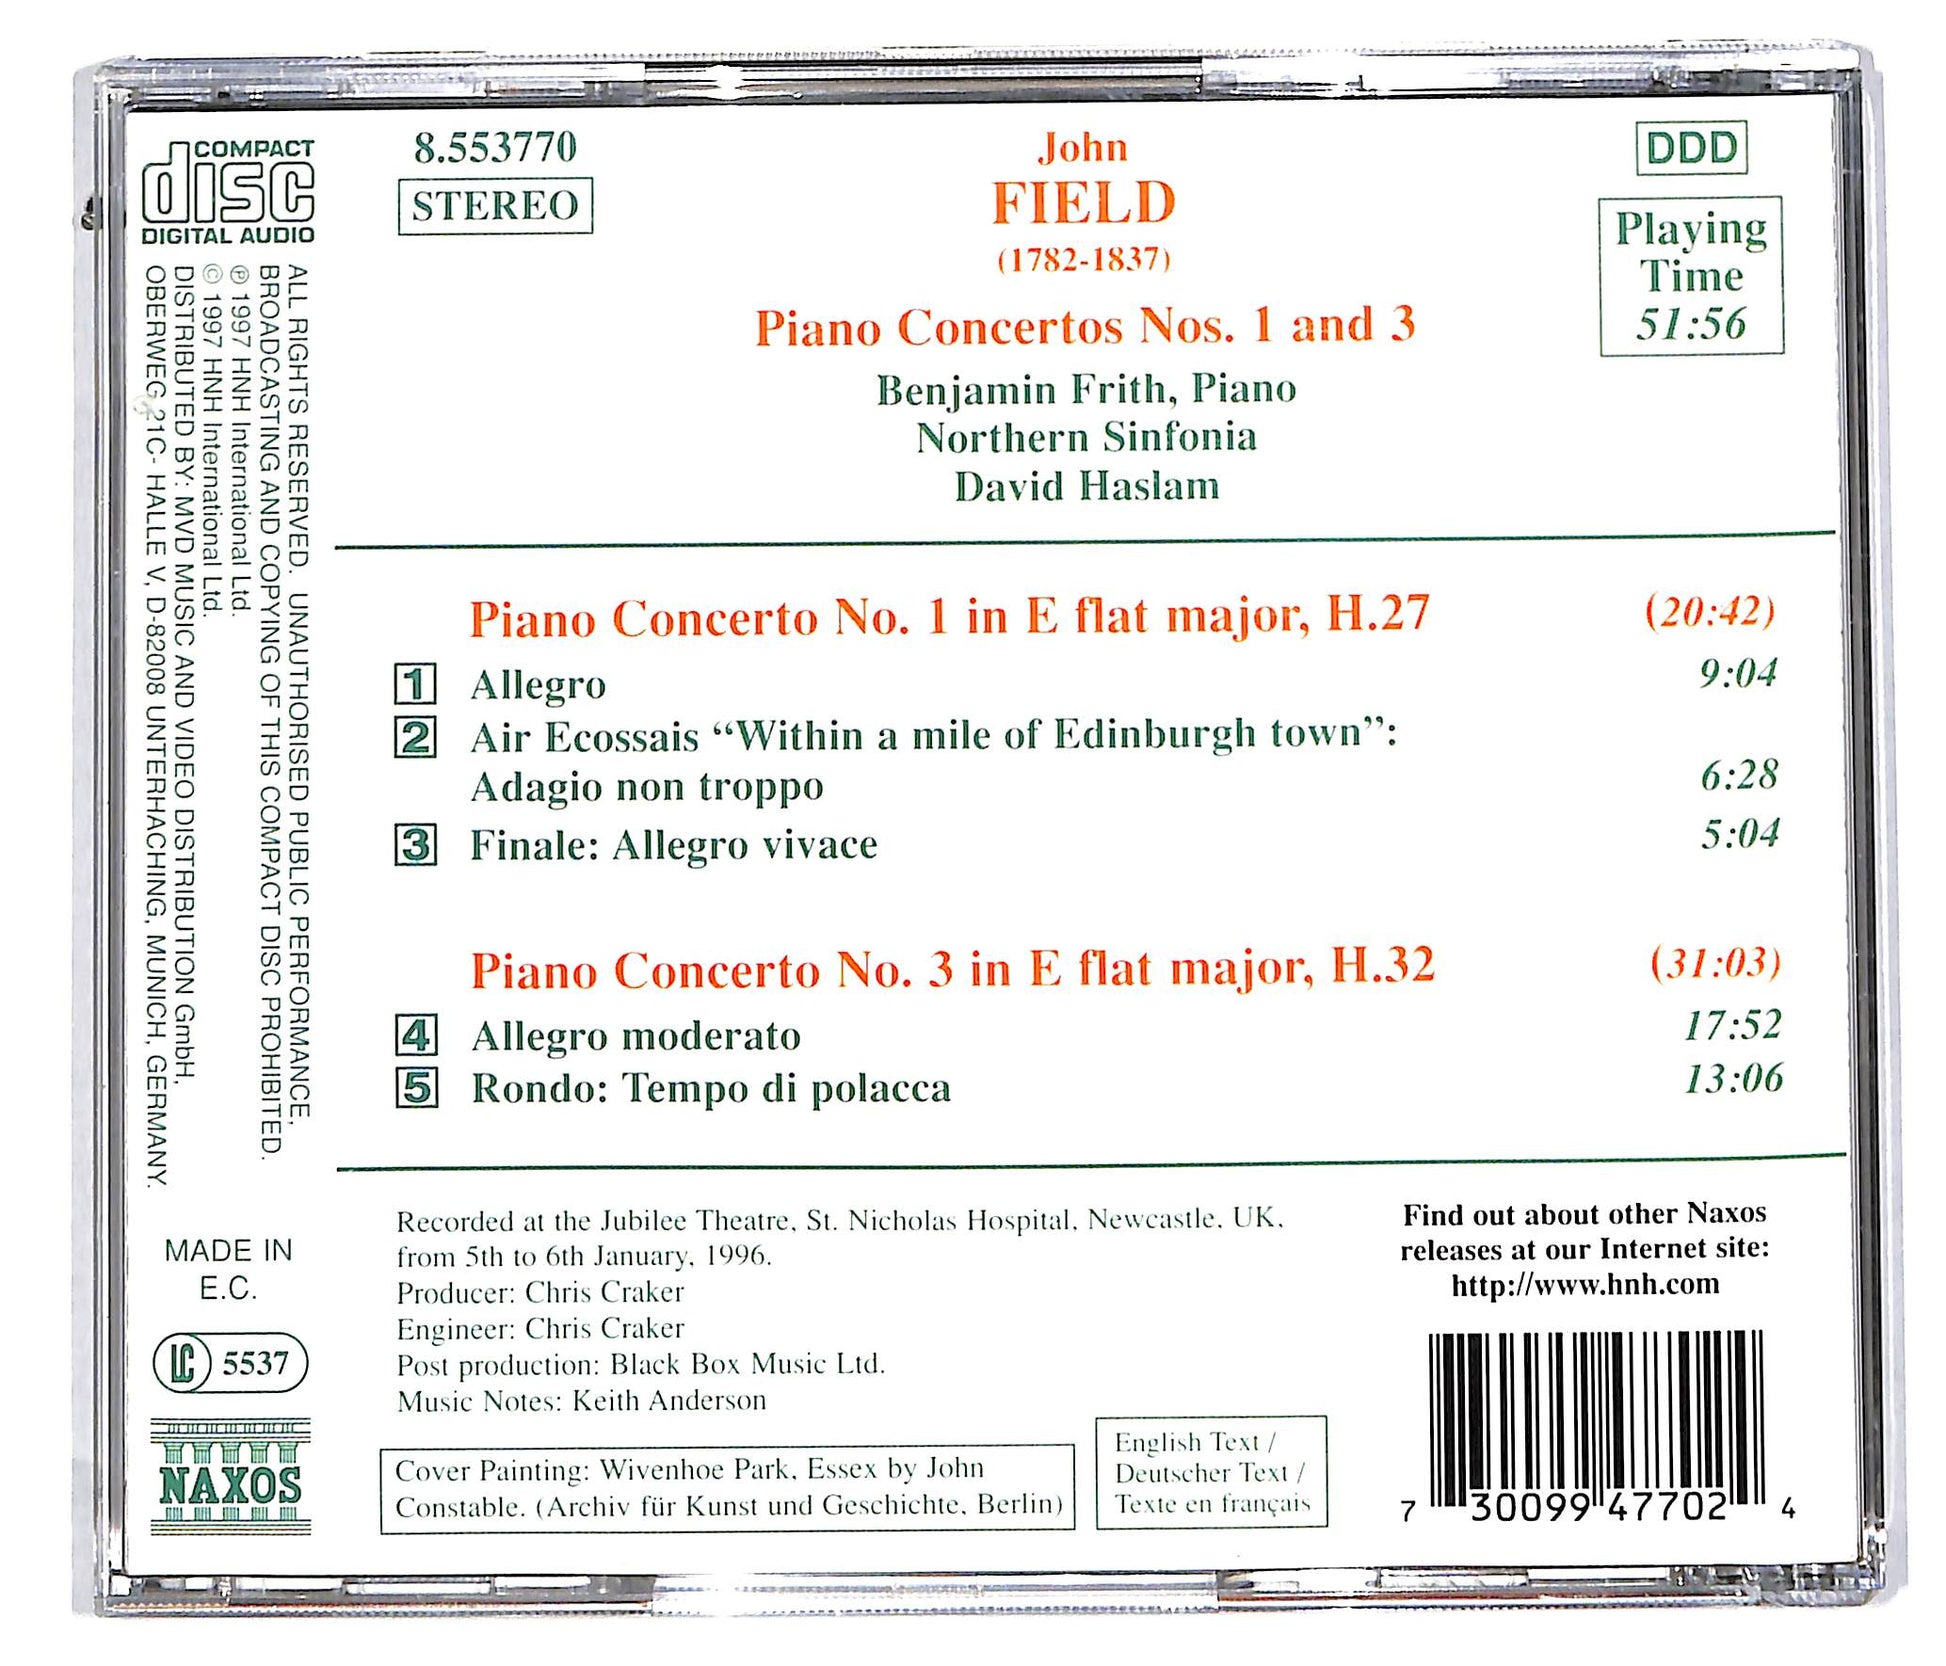 COMPACT
disc
DIGITAL AUDIO
8.553770
STEREO
John
FIELD
(1782-1837)
Piano Concertos Nos. 1 and 3
Benjamin Frith, Piano
Northern Sinfonia
David Haslam
DDD
Playing
Time
51:56
ALL RIGHTS RESERVED. UNAUTHORISED PUBLIC PERFORMANCE,
BROADCASTING AND COPYING OF THIS COMPACT DISC PROHIBITED.
℗ 1997 HNH International Ltd.
© 1997 HNH International Ltd.
DISTRIBUTED BY: MVD MUSIC AND VIDEO DISTRIBUTION GmbH,
OBERWEG 21C- HALLE V, D-82008 UNTERHACHING, MUNICH, GERMANY.
Piano Concerto No. 1 in E flat major, H.27 (20:42)
1 Allegro 9:04
2 Air Ecossais “Within a mile of Edinburgh town”:
Adagio non troppo 6:28
3 Finale: Allegro vivace 5:04
Piano Concerto No. 3 in E flat major, H.32 (31:03)
4 Allegro moderato 17:52
5 Rondo: Tempo di polacca 13:06
MADE IN
E.C.
LC 5537
NAXOS
Recorded at the Jubilee Theatre, St. Nicholas Hospital, Newcastle, UK,
from 5th to 6th January, 1996.
Producer: Chris Craker
Engineer: Chris Craker
Post production: Black Box Music Ltd.
Music Notes: Keith Anderson
Cover Painting: Wivenhoe Park, Essex by John
Constable. (Archiv für Kunst und Geschichte, Berlin)
English Text /
Deutscher Text /
Texte en français
Find out about other Naxos
releases at our Internet site:
http://www.hnh.com
7 30099 47702 4